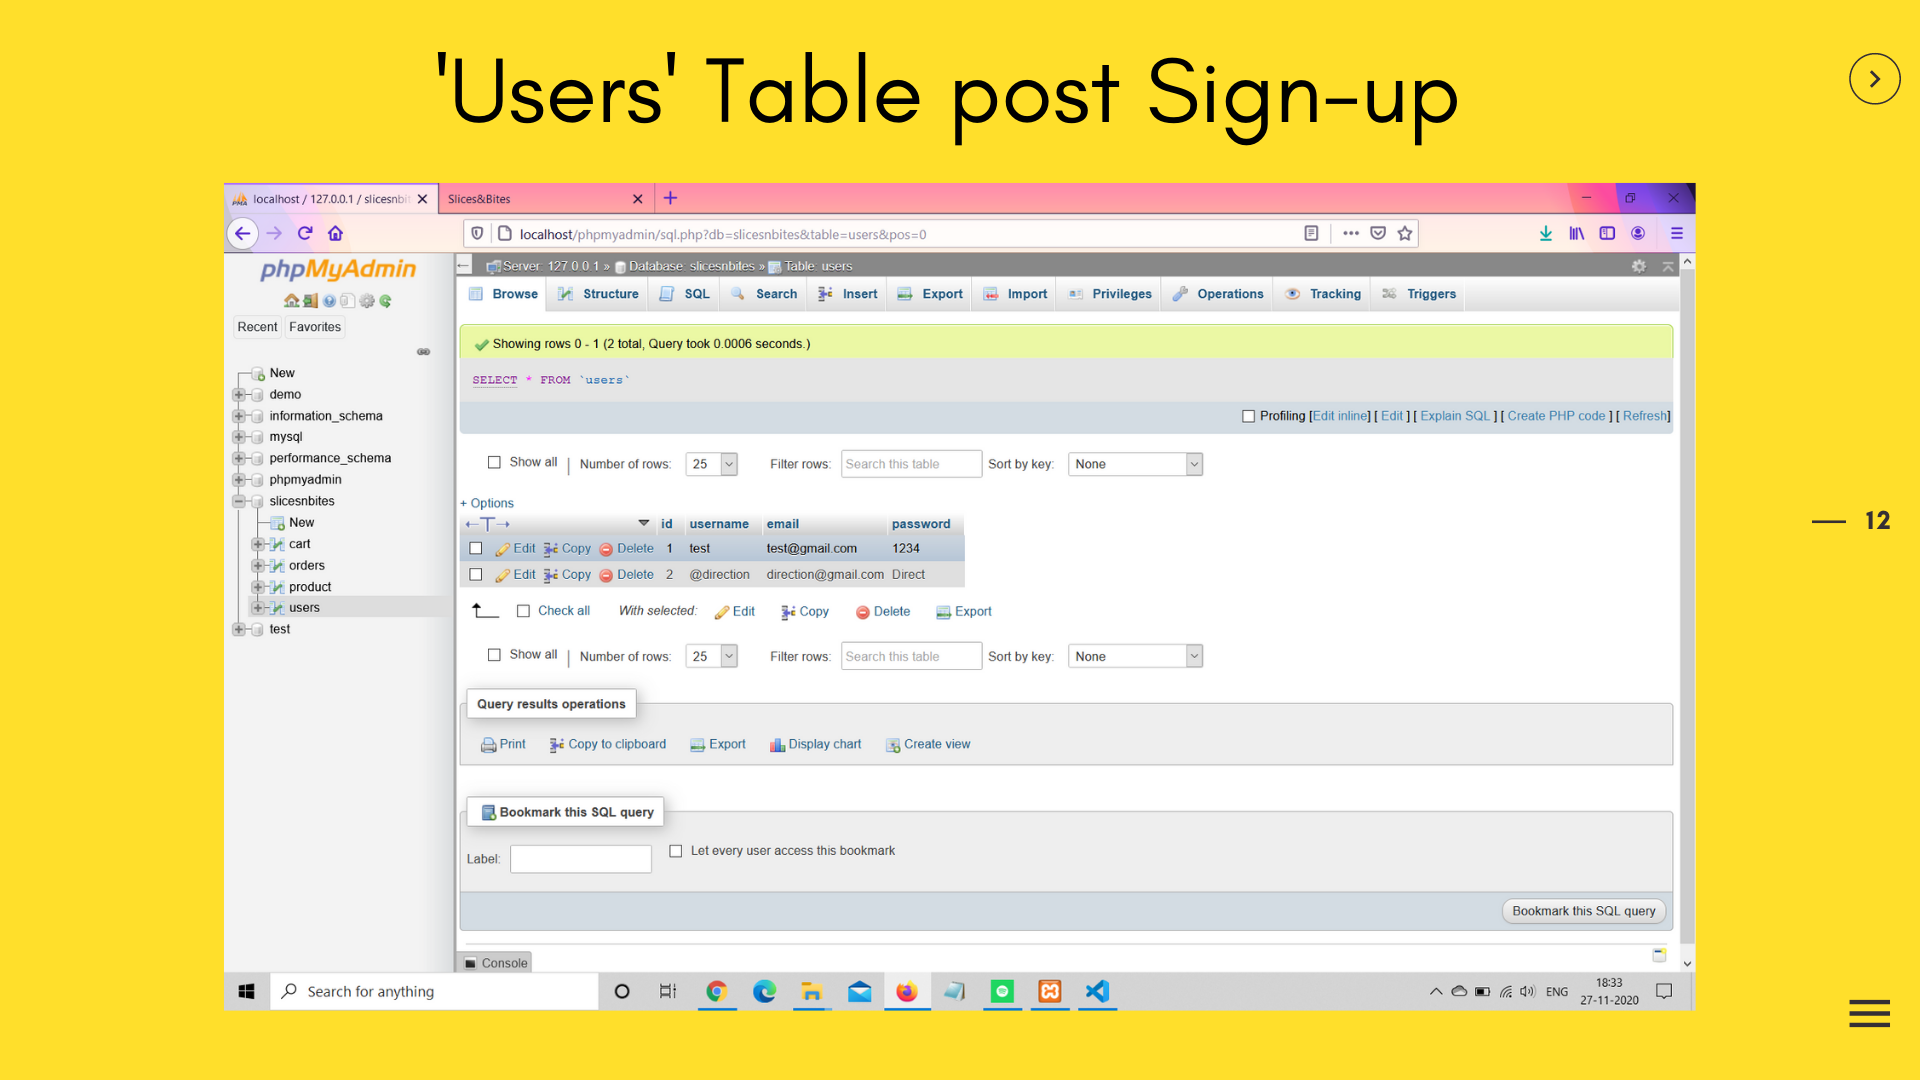 'Users' Table post Sign-up
localhost / 127.0.0.1 / slicesnbit
Slices&Bites
localhost/phpmyadmin/sql.php?db=slicesnbites&table=users&pos=0
phpMyAdmin
Server: 127.0.0.1 » Database: slicesnbites » Table: users
Browse Structure SQL Search Insert Export Import Privileges Operations Tracking Triggers
Recent Favorites
New
demo
information_schema
mysql
performance_schema
phpmyadmin
slicesnbites
New
cart
orders
product
users
test
Showing rows 0 - 1 (2 total, Query took 0.0006 seconds.)
SELECT * FROM `users`
Profiling [Edit inline] [ Edit ] [ Explain SQL ] [ Create PHP code ] [ Refresh]
Show all | Number of rows: 25 Filter rows: Search this table Sort by key: None
+ Options
←T→ id username email password
Edit Copy Delete 1 test test@gmail.com 1234
Edit Copy Delete 2 @direction direction@gmail.com Direct
Check all With selected: Edit Copy Delete Export
Show all | Number of rows: 25 Filter rows: Search this table Sort by key: None
Query results operations
Print Copy to clipboard Export Display chart Create view
Bookmark this SQL query
Label: Let every user access this bookmark
Bookmark this SQL query
Console
Search for anything
ENG
18:33
27-11-2020
12